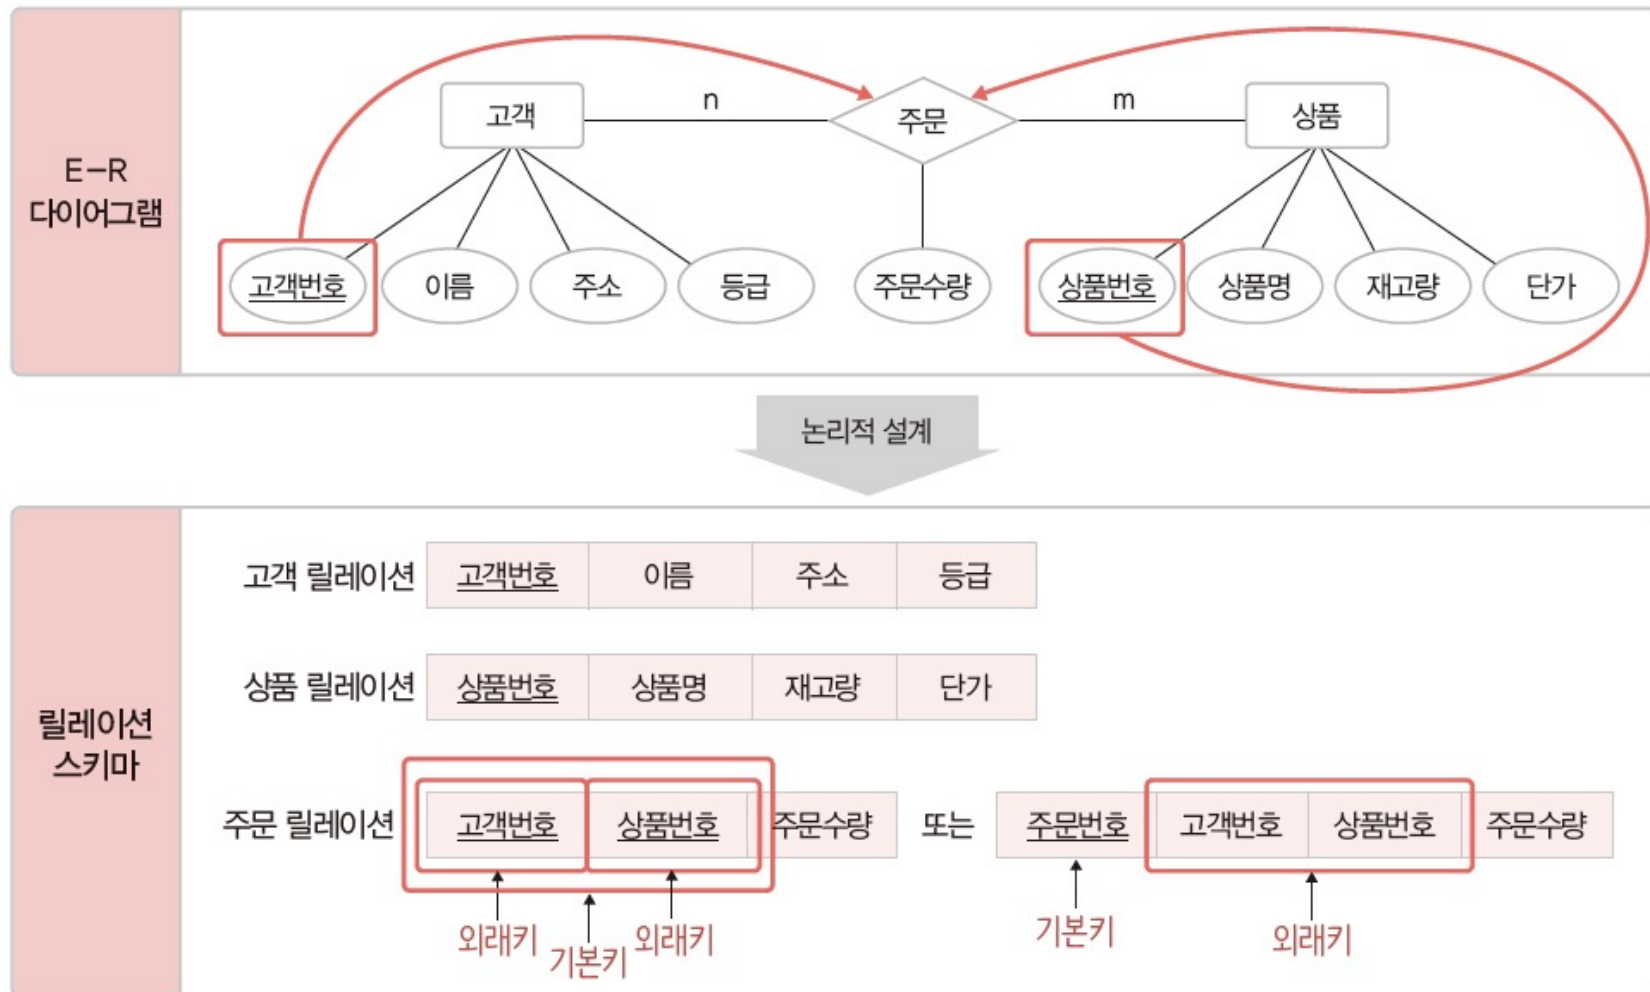 E-R
다이어그램
고객
n
주문
m
상품
고객번호
이름
주소
등급
주문수량
상품번호
상품명
재고량
단가
논리적 설계
릴레이션
스키마
고객 릴레이션
고객번호
이름
주소
등급
상품 릴레이션
상품번호
상품명
재고량
단가
주문 릴레이션
고객번호
상품번호
주문수량
또는
주문번호
고객번호
상품번호
주문수량
외래키
기본키
외래키
기본키
외래키